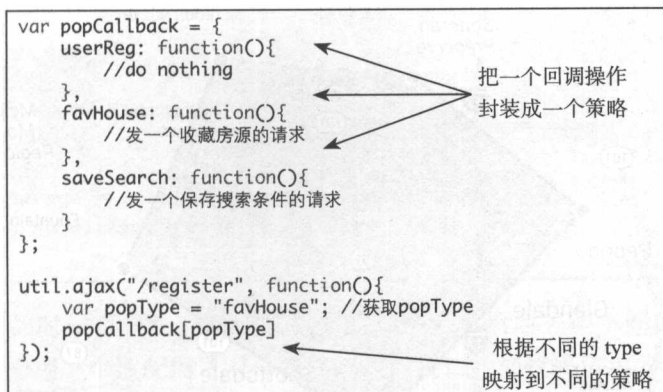 var popCallback = {
    userReg: function(){
        //do nothing
    },
    favHouse: function(){
        //发一个收藏房源的请求
    },
    saveSearch: function(){
        //发一个保存搜索条件的请求
    }
};
把一个回调操作
封装成一个策略
util.ajax("/register", function(){
    var popType = "favHouse"; //获取popType
    popCallback[popType]
});
根据不同的 type
映射到不同的策略